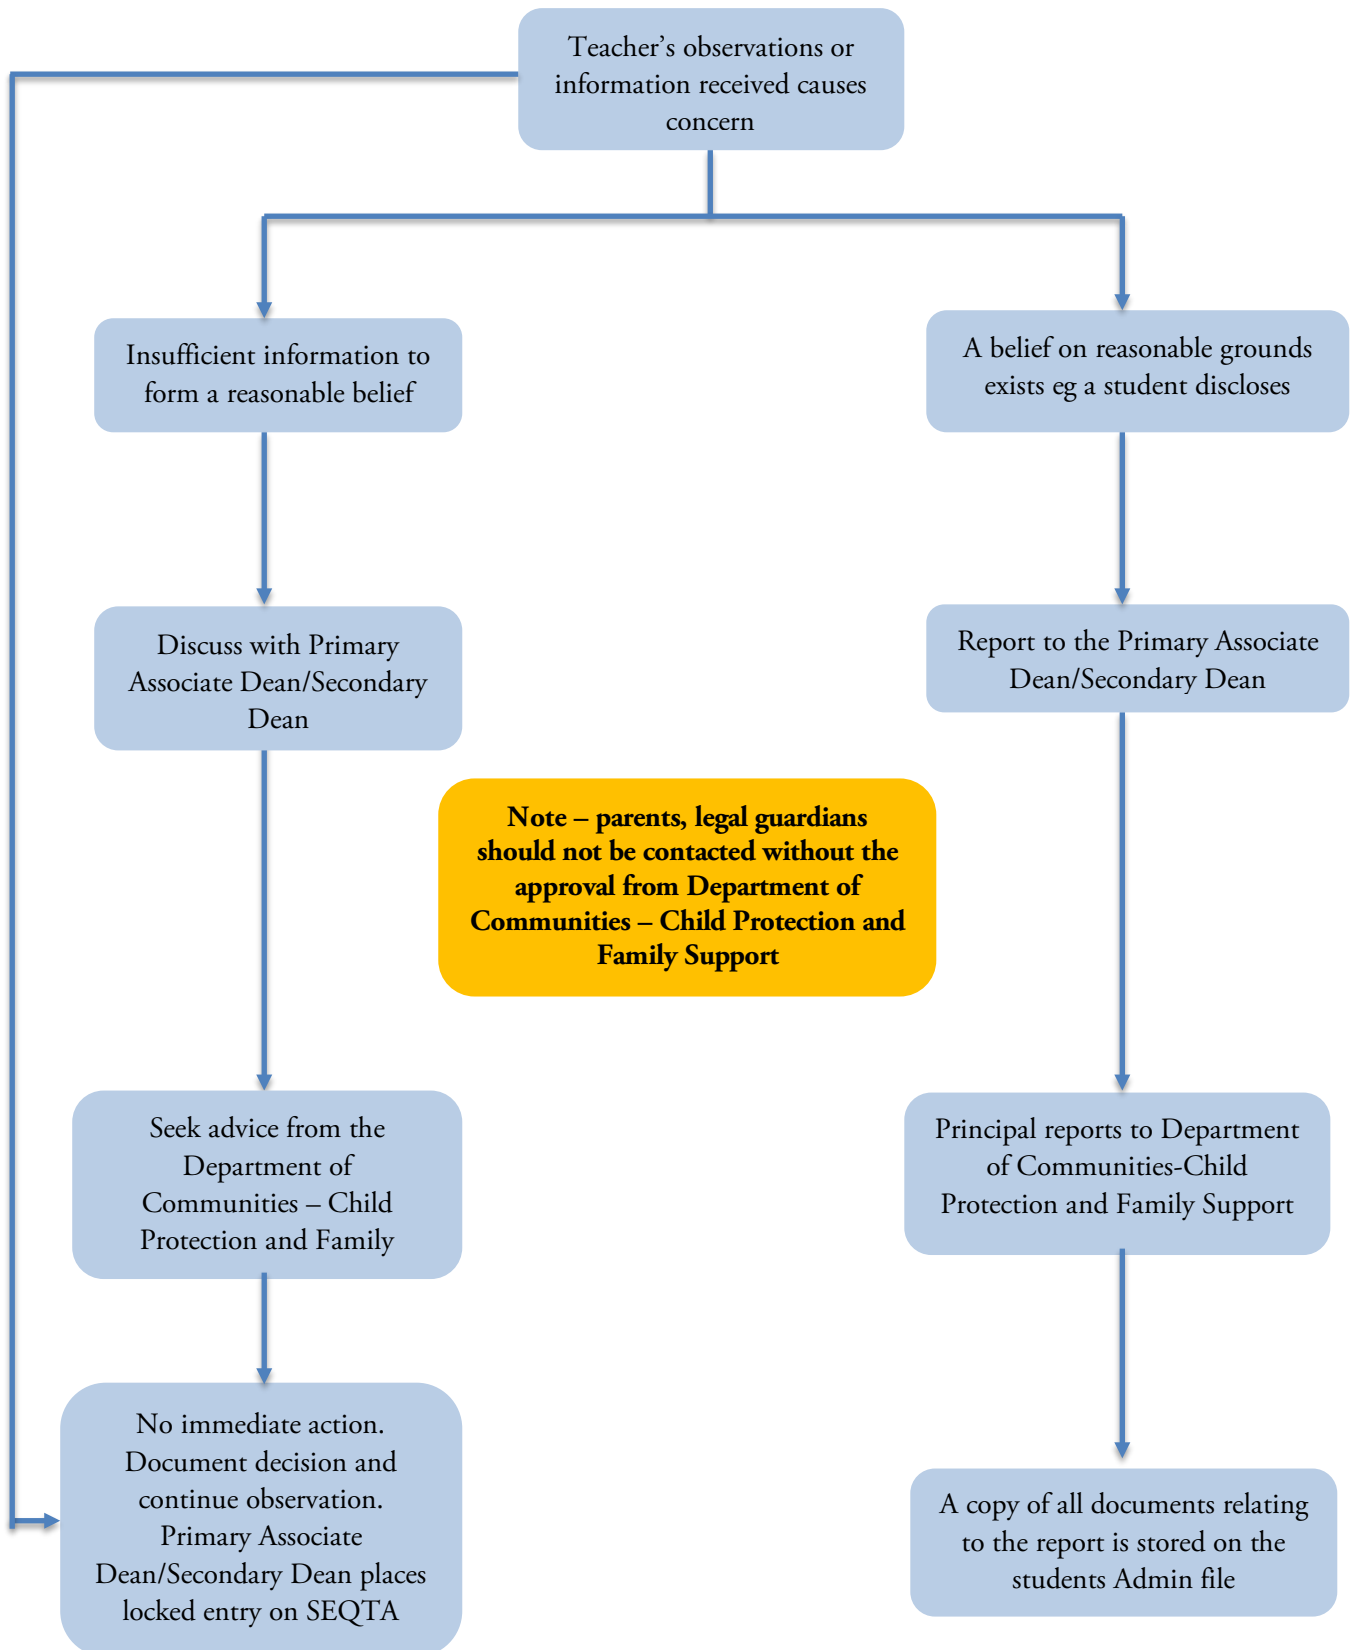 Teacher’s observations or
information received causes
concern
Insufficient information to
form a reasonable belief
A belief on reasonable grounds
exists eg a student discloses
Discuss with Primary
Associate Dean/Secondary
Dean
Report to the Primary Associate
Dean/Secondary Dean
Note – parents, legal guardians
should not be contacted without the
approval from Department of
Communities – Child Protection and
Family Support
Seek advice from the
Department of
Communities – Child
Protection and Family
Principal reports to Department
of Communities-Child
Protection and Family Support
No immediate action.
Document decision and
continue observation.
Primary Associate
Dean/Secondary Dean places
locked entry on SEQTA
A copy of all documents relating
to the report is stored on the
students Admin file